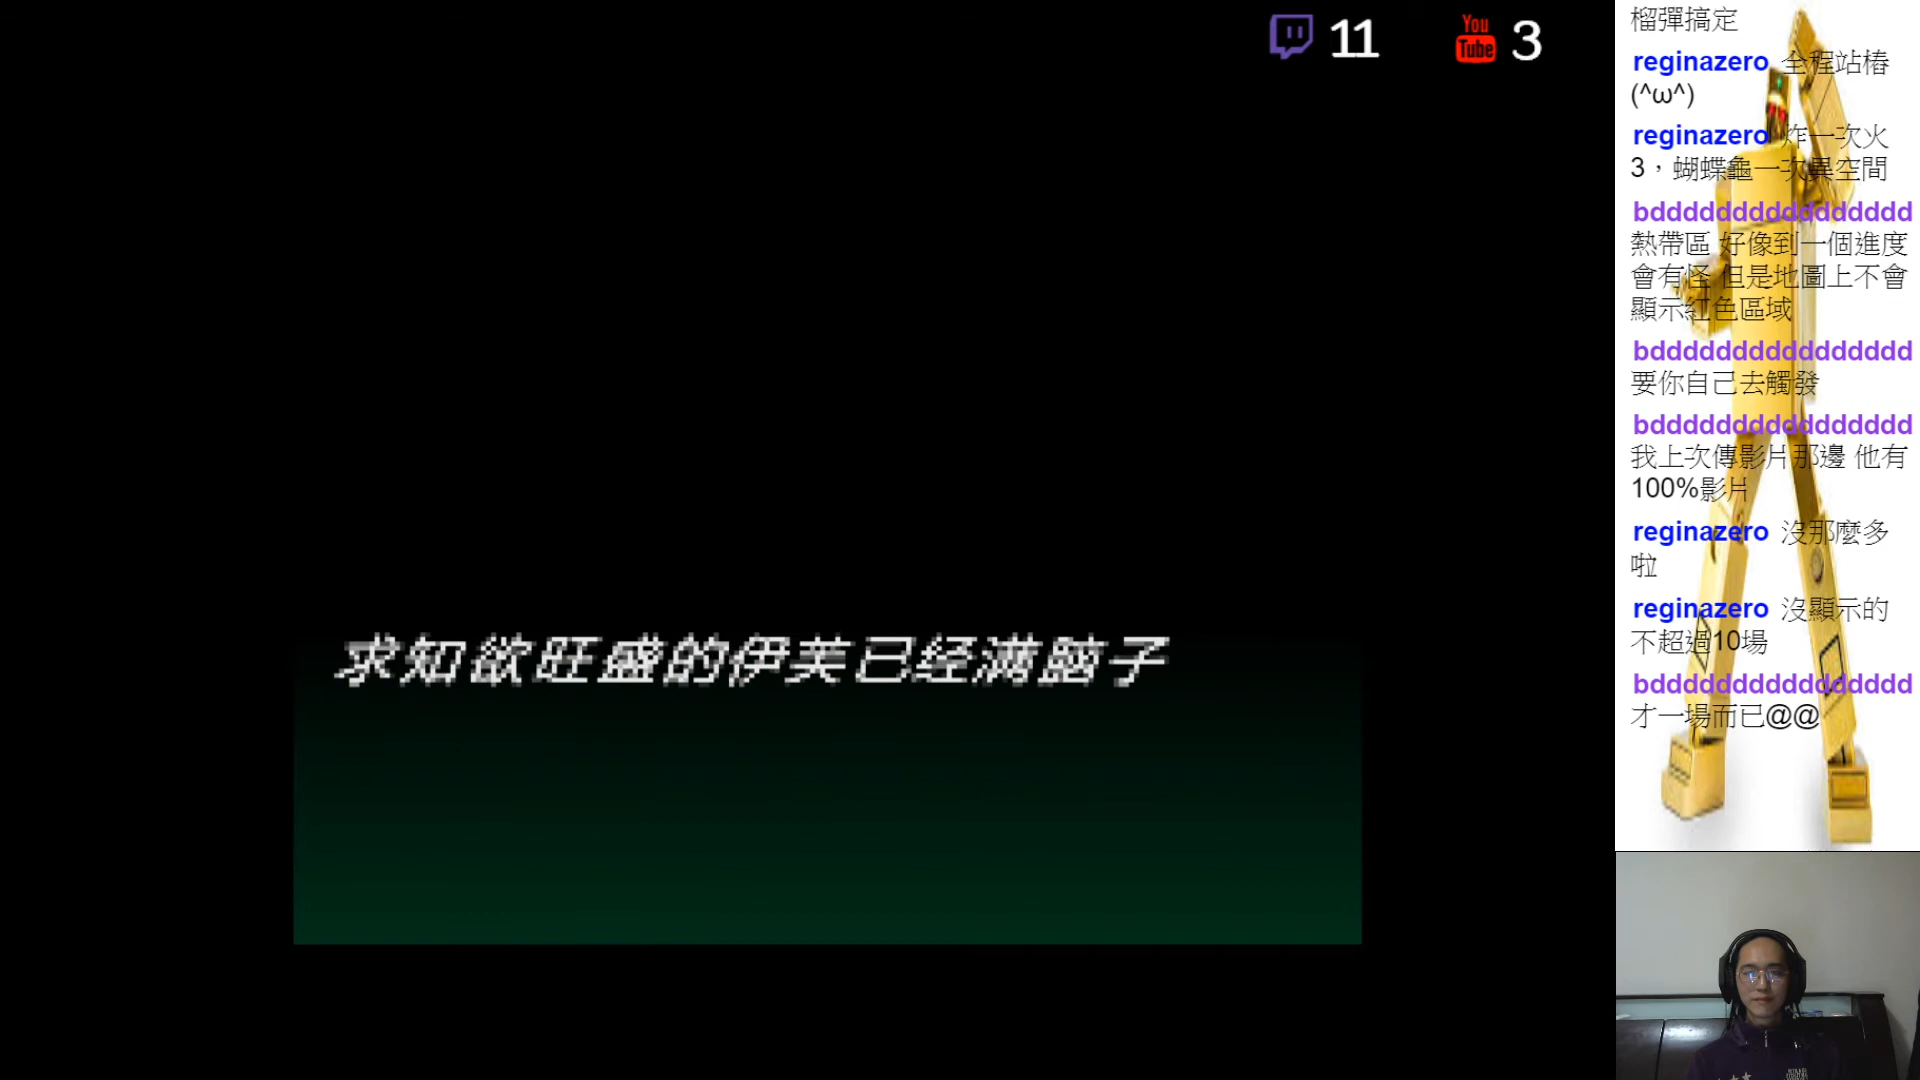 11
You
Tube 3
求知欲旺盛的伊芙已经满脑子
榴彈搞定
reginazero 全程站樁
(^ω^)
reginazero 炸一次火
3，蝴蝶龜一次異空間
bddddddddddddddddd
熱帶區 好像到一個進度
會有怪 但是地圖上不會
顯示紅色區域
bddddddddddddddddd
要你自己去觸發
bddddddddddddddddd
我上次傳影片那邊 他有
100%影片
reginazero 沒那麼多
啦
reginazero 沒顯示的
不超過10場
bddddddddddddddddd
才一場而已@@